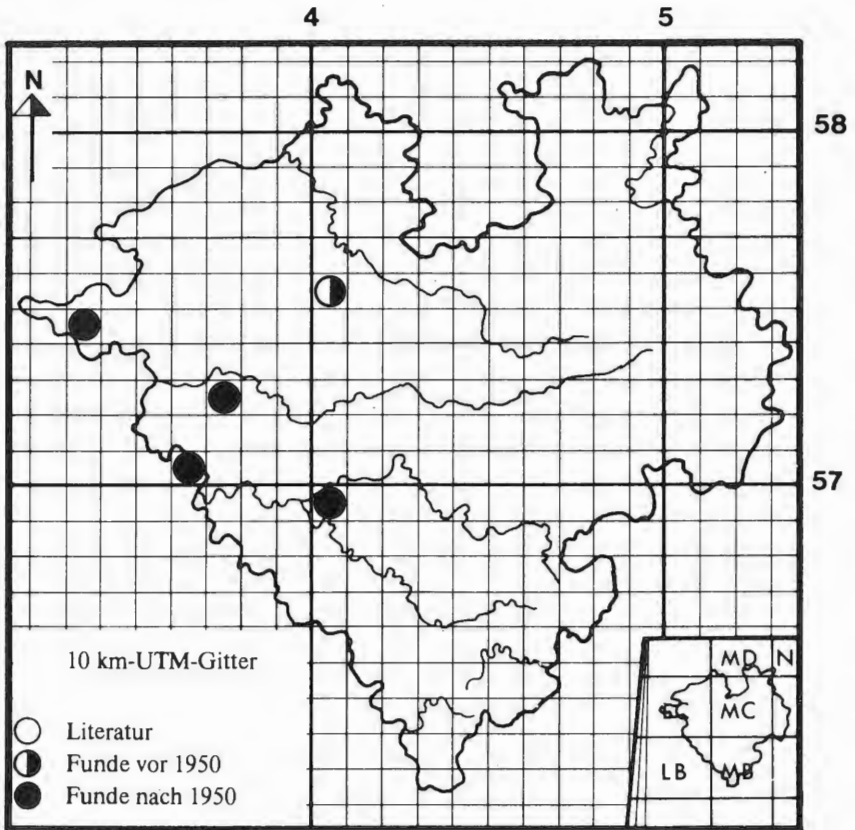 4 5
N
58
57
10 km-UTM-Gitter
Literatur
Funde vor 1950
Funde nach 1950
MD N
MC
LB MB